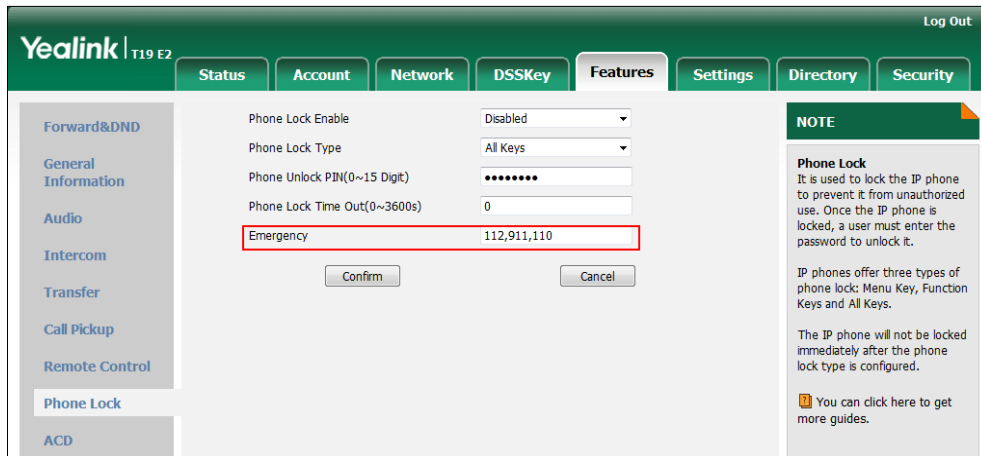 Log Out
Yealink T19 E2
Status Account Network DSSKey Features Settings Directory Security
Forward&DND
General
Information
Audio
Intercom
Transfer
Call Pickup
Remote Control
Phone Lock
ACD
Phone Lock Enable Disabled
Phone Lock Type All Keys
Phone Unlock PIN(0~15 Digit) ••••••••
Phone Lock Time Out(0~3600s) 0
Emergency 112,911,110
Confirm Cancel
NOTE
Phone Lock
It is used to lock the IP phone
to prevent it from unauthorized
use. Once the IP phone is
locked, a user must enter the
password to unlock it.
IP phones offer three types of
phone lock: Menu Key, Function
Keys and All Keys.
The IP phone will not be locked
immediately after the phone
lock type is configured.
You can click here to get
more guides.